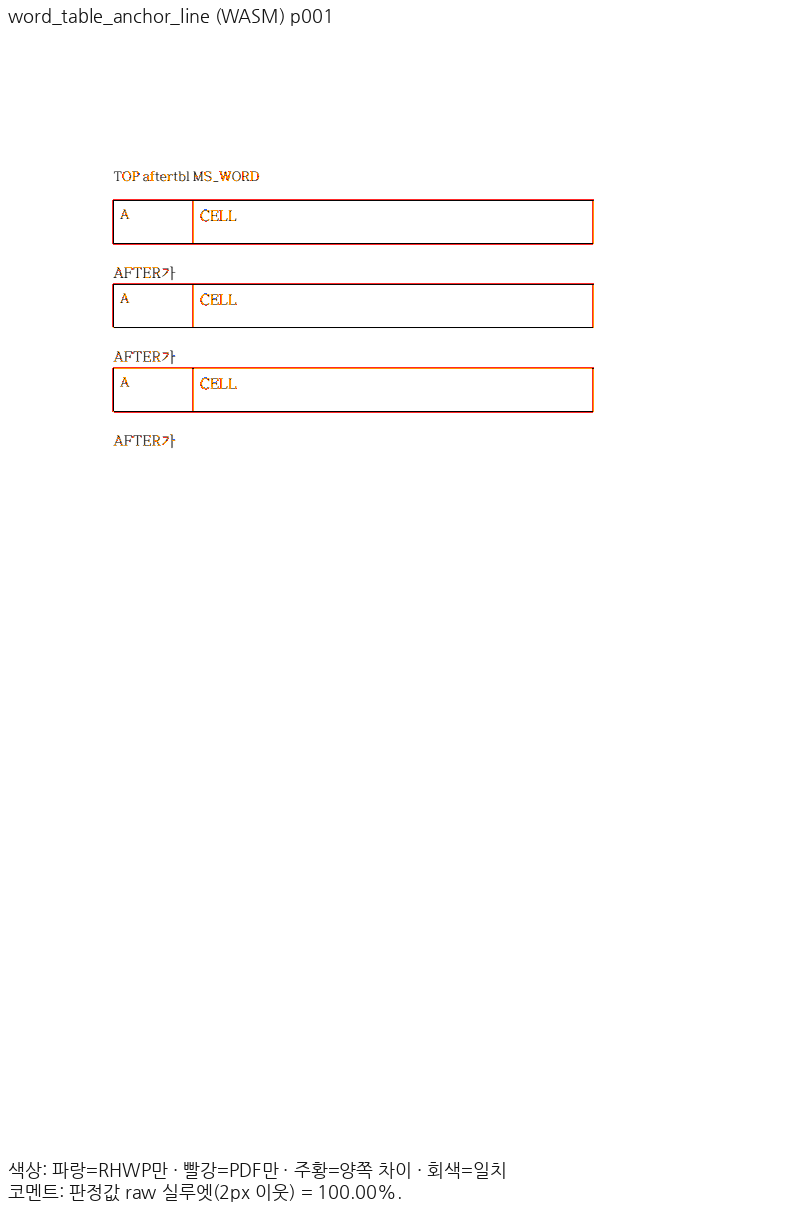 word_table_anchor_line (WASM) p001
TOP aftertbl MS_WORD
A CELL
AFTER가
A CELL
AFTER가
A CELL
AFTER가
색상: 파랑=RHWP만 · 빨강=PDF만 · 주황=양쪽 차이 · 회색=일치
코멘트: 판정값 raw 실루엣(2px 이웃) = 100.00%.